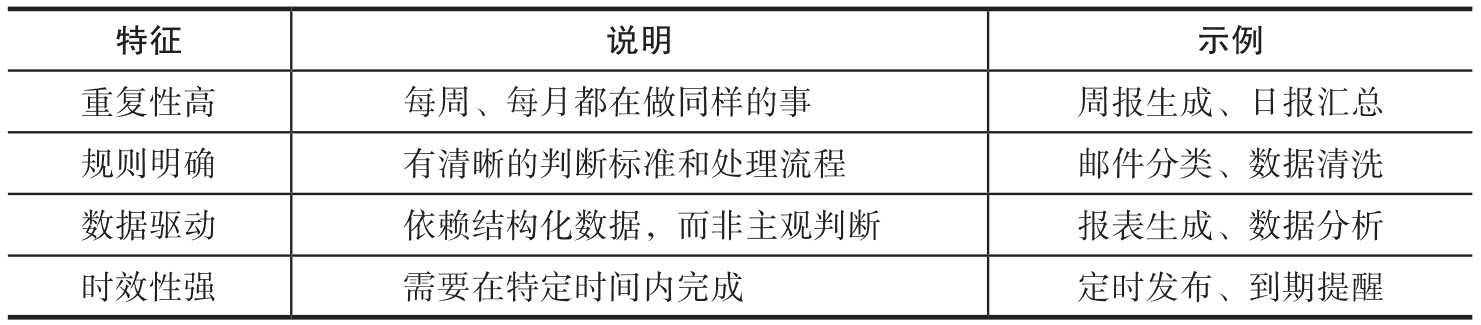 特征 说明 示例
重复性高 每周、每月都在做同样的事 周报生成、日报汇总
规则明确 有清晰的判断标准和处理流程 邮件分类、数据清洗
数据驱动 依赖结构化数据，而非主观判断 报表生成、数据分析
时效性强 需要在特定时间内完成 定时发布、到期提醒